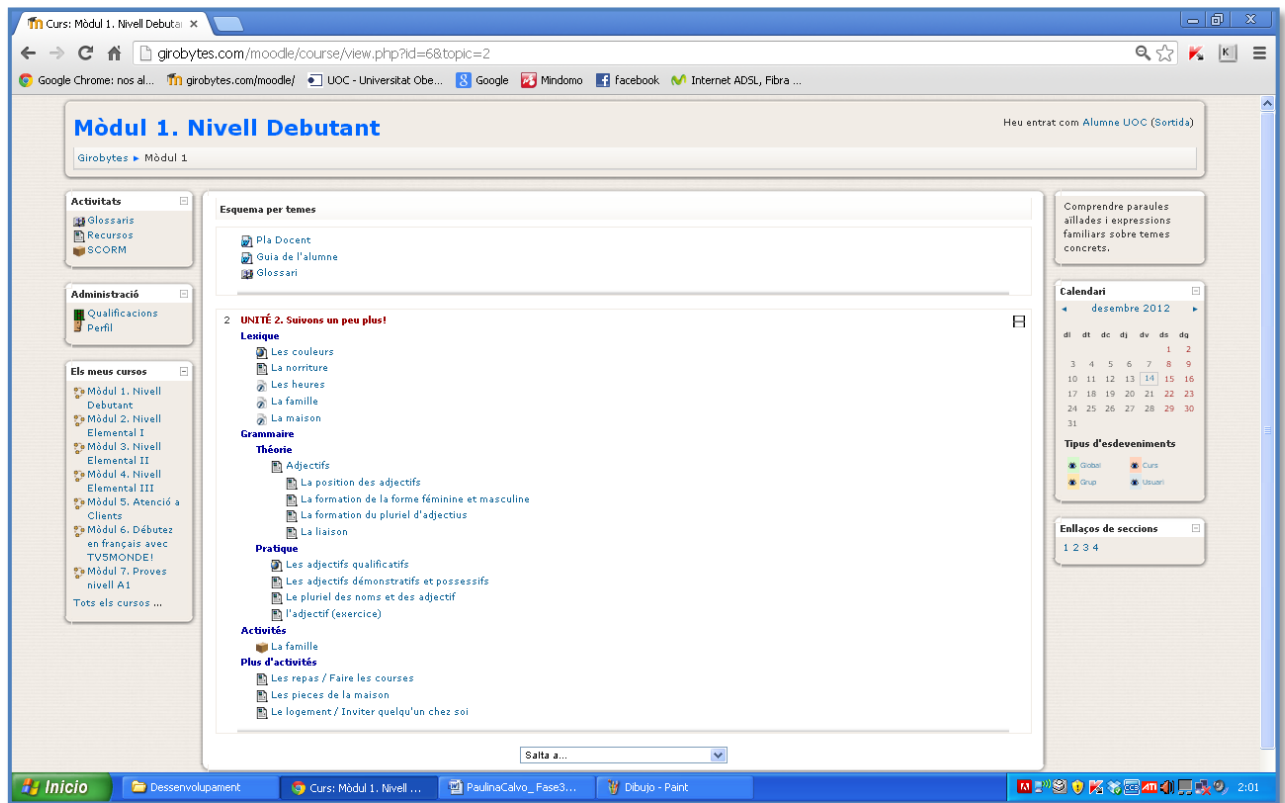 Curs: Mòdul 1. Nivell Debutar
girobytes.com/moodle/course/view.php?id=6&topic=2
Google Chrome: nos al... girobytes.com/moodle/ UOC - Universitat Obe... Google Mindomo facebook Internet ADSL, Fibra ...
Mòdul 1. Nivell Debutant
Heu entrat com Alumne UOC (Sortida)
Girobytes ► Mòdul 1
Activitats
Glossaris
Recursos
SCORM
Administració
Qualificacions
Perfil
Els meus cursos
Mòdul 1. Nivell
Debutant
Mòdul 2. Nivell
Elemental I
Mòdul 3. Nivell
Elemental II
Mòdul 4. Nivell
Elemental III
Mòdul 5. Atenció a
Clients
Mòdul 6. Débutez
en français avec
TV5MONDE!
Mòdul 7. Proves
nivell A1
Tots els cursos ...
Esquema per temes
Pla Docent
Guia de l'alumne
Glossari
2 UNITÉ 2. Suivons un peu plus!
Lexique
Les couleurs
La norriture
Les heures
La famille
La maison
Grammaire
Théorie
Adjectifs
La position des adjectifs
La formation de la forme féminine et masculine
La formation du pluriel d'adjectius
La liaison
Pratique
Les adjectifs qualificatifs
Les adjectifs démonstratifs et possessifs
Le pluriel des noms et des adjectif
l'adjectif (exercice)
Activités
La famille
Plus d'activités
Les repas / Faire les courses
Les pieces de la maison
Le logement / Inviter quelqu'un chez soi
Salta a...
Comprendre paraules
aïllades i expressions
familiars sobre temes
concrets.
Calendari
◄ desembre 2012 ►
dl dt dc dj dv ds dg
1 2
3 4 5 6 7 8 9
10 11 12 13 14 15 16
17 18 19 20 21 22 23
24 25 26 27 28 29 30
31
Tipus d'esdeveniments
Global Curs
Grup Usuari
Enllaços de seccions
1 2 3 4
Inicio Dessenvolupament Curs: Mòdul 1. Nivell ... PaulinaCalvo_ Fase3... Dibujo - Paint 2:01